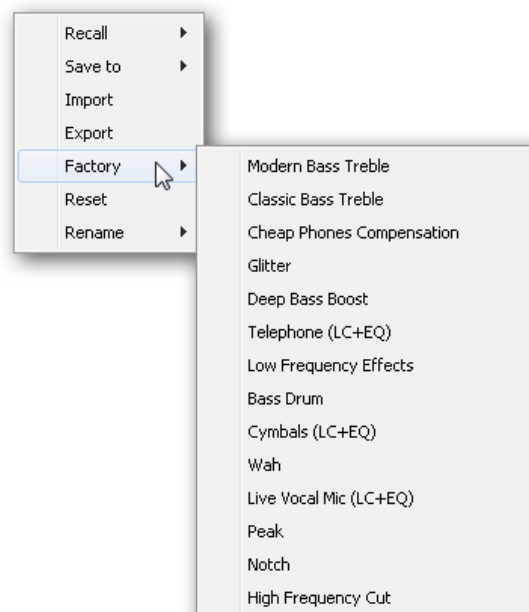 Recall
Save to
Import
Export
Factory
Reset
Rename
Modern Bass Treble
Classic Bass Treble
Cheap Phones Compensation
Glitter
Deep Bass Boost
Telephone (LC+EQ)
Low Frequency Effects
Bass Drum
Cymbals (LC+EQ)
Wah
Live Vocal Mic (LC+EQ)
Peak
Notch
High Frequency Cut